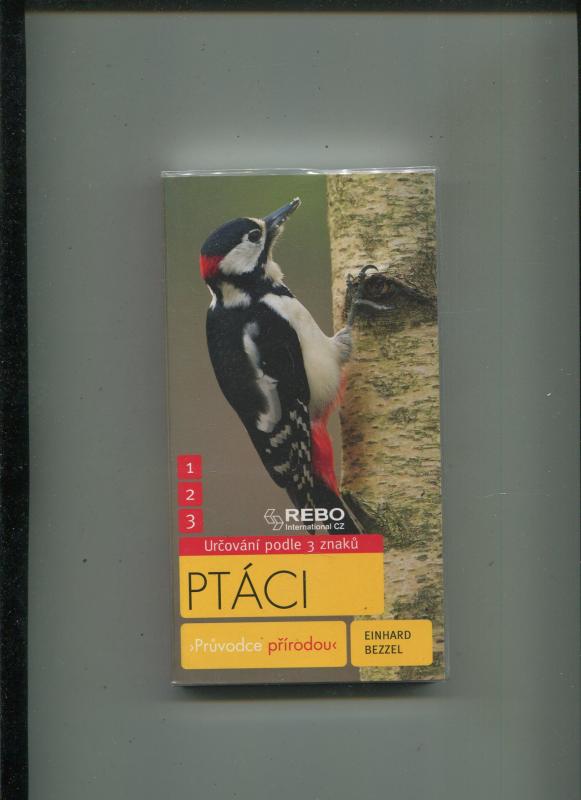 1
2
3
REBO
International CZ
Určování podle 3 znaků
PTÁCI
›Průvodce přírodou‹
EINHARD
BEZZEL